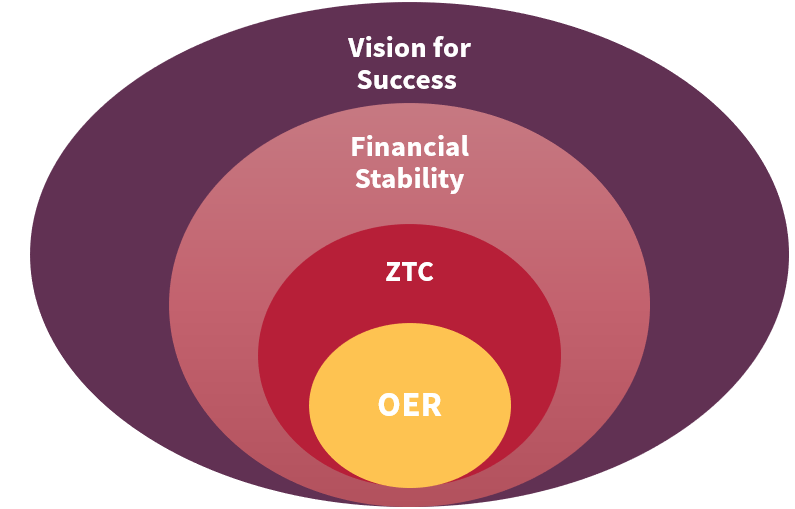 Vision for
Success
Financial
Stability
ZTC
OER